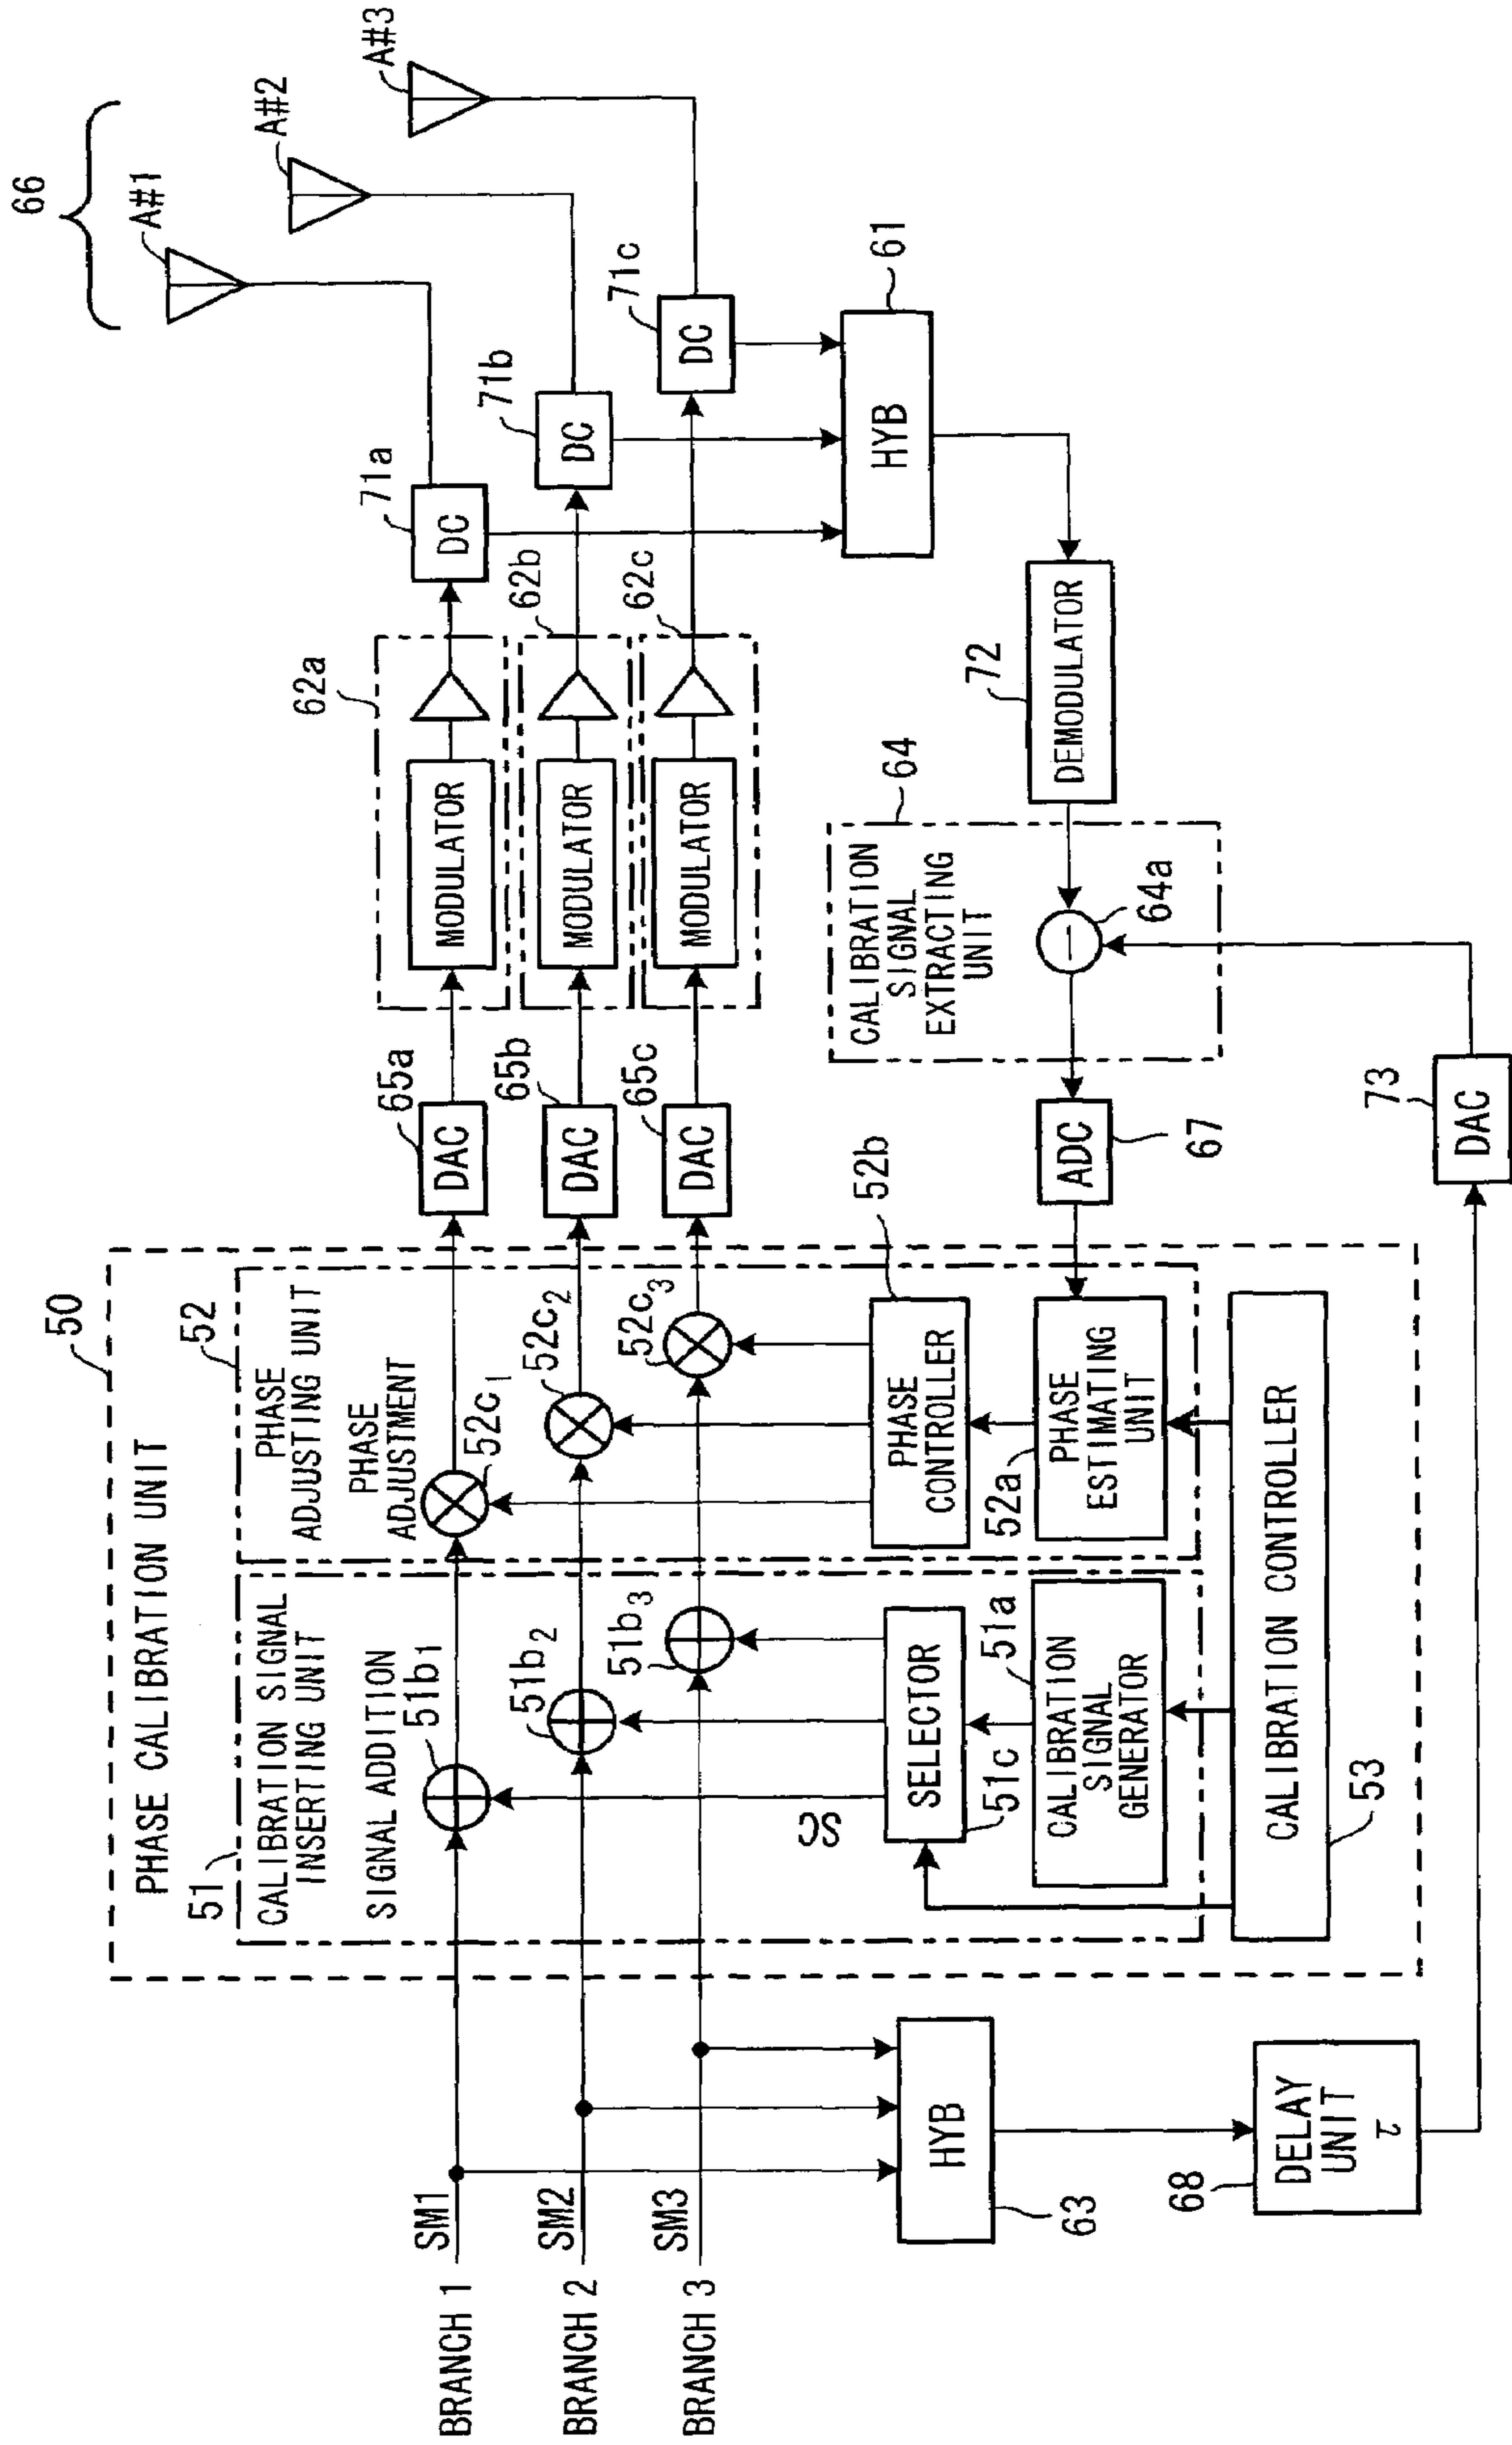 PHASE CALIBRATION UNIT
50
51
CALIBRATION SIGNAL
INSERTING UNIT
SIGNAL ADDITION
51b1
51b2
51b3
SC
SELECTOR
51c
CALIBRATION
SIGNAL
GENERATOR
51a
52
PHASE
ADJUSTING UNIT
PHASE
ADJUSTMENT
52c1
52c2
52c3
PHASE
CONTROLLER
52b
PHASE
ESTIMATING
UNIT
52a
CALIBRATION CONTROLLER
53
BRANCH 1
SM1
BRANCH 2
SM2
BRANCH 3
SM3
HYB
63
DELAY
UNIT
68
DAC
65a
DAC
65b
DAC
65c
62a
MODULATOR
62b
MODULATOR
62c
MODULATOR
DC
71a
DC
71b
DC
71c
66
A#1
A#2
A#3
HYB
61
DEMODULATOR
72
CALIBRATION
SIGNAL
EXTRACTING
UNIT
64
64a
ADC
67
DAC
73